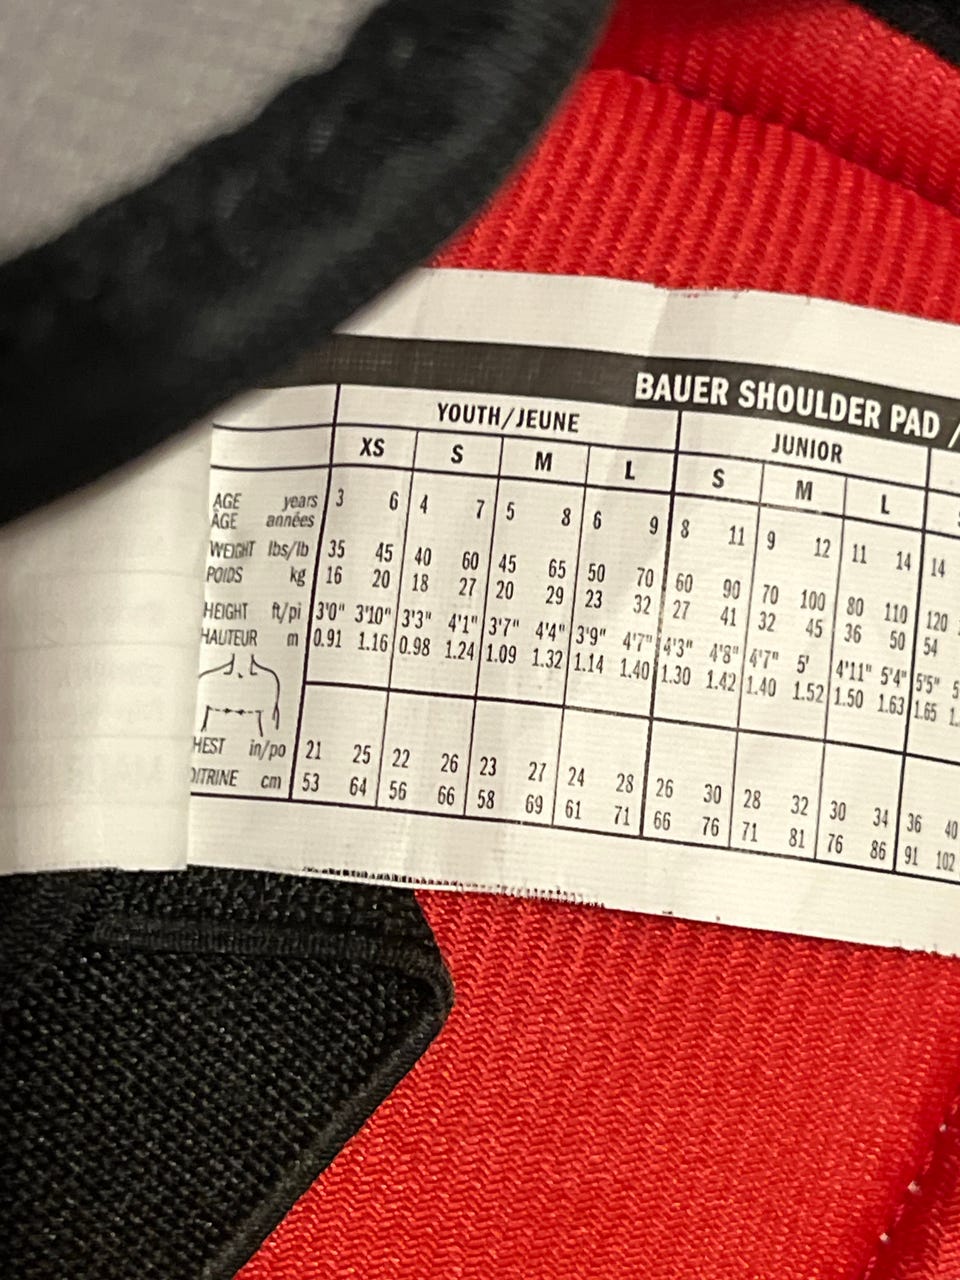 BAUER SHOULDER PAD /
YOUTH/JEUNE JUNIOR
XS S M L S M L
AGE years 3 6 4 7 5 8 6 9 8 11 9 12 11 14 14
ÂGE années
WEIGHT lbs/lb 35 45 40 60 45 65 50 70 60 90 70 100 80 110 120
POIDS kg 16 20 18 27 20 29 23 32 27 41 32 45 36 50 54
HEIGHT ft/pi 3'0" 3'10" 3'3" 4'1" 3'7" 4'4" 3'9" 4'7" 4'3" 4'8" 4'7" 5' 4'11" 5'4" 5'5" 5
HAUTEUR m 0.91 1.16 0.98 1.24 1.09 1.32 1.14 1.40 1.30 1.42 1.40 1.52 1.50 1.63 1.65 1.
HEST in/po 21 25 22 26 23 27 24 28 26 30 28 32 30 34 36 40
OITRINE cm 53 64 56 66 58 69 61 71 66 76 71 81 76 86 91 102